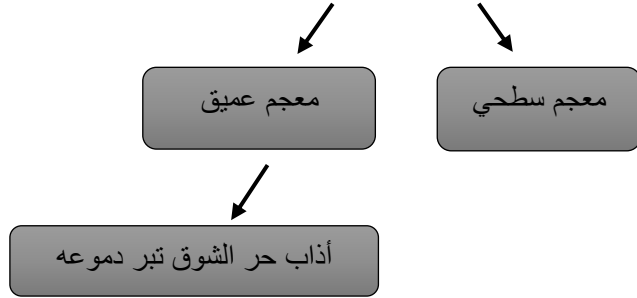 معجم سطحي
معجم عميق
أذاب حر الشوق تبر دموعه